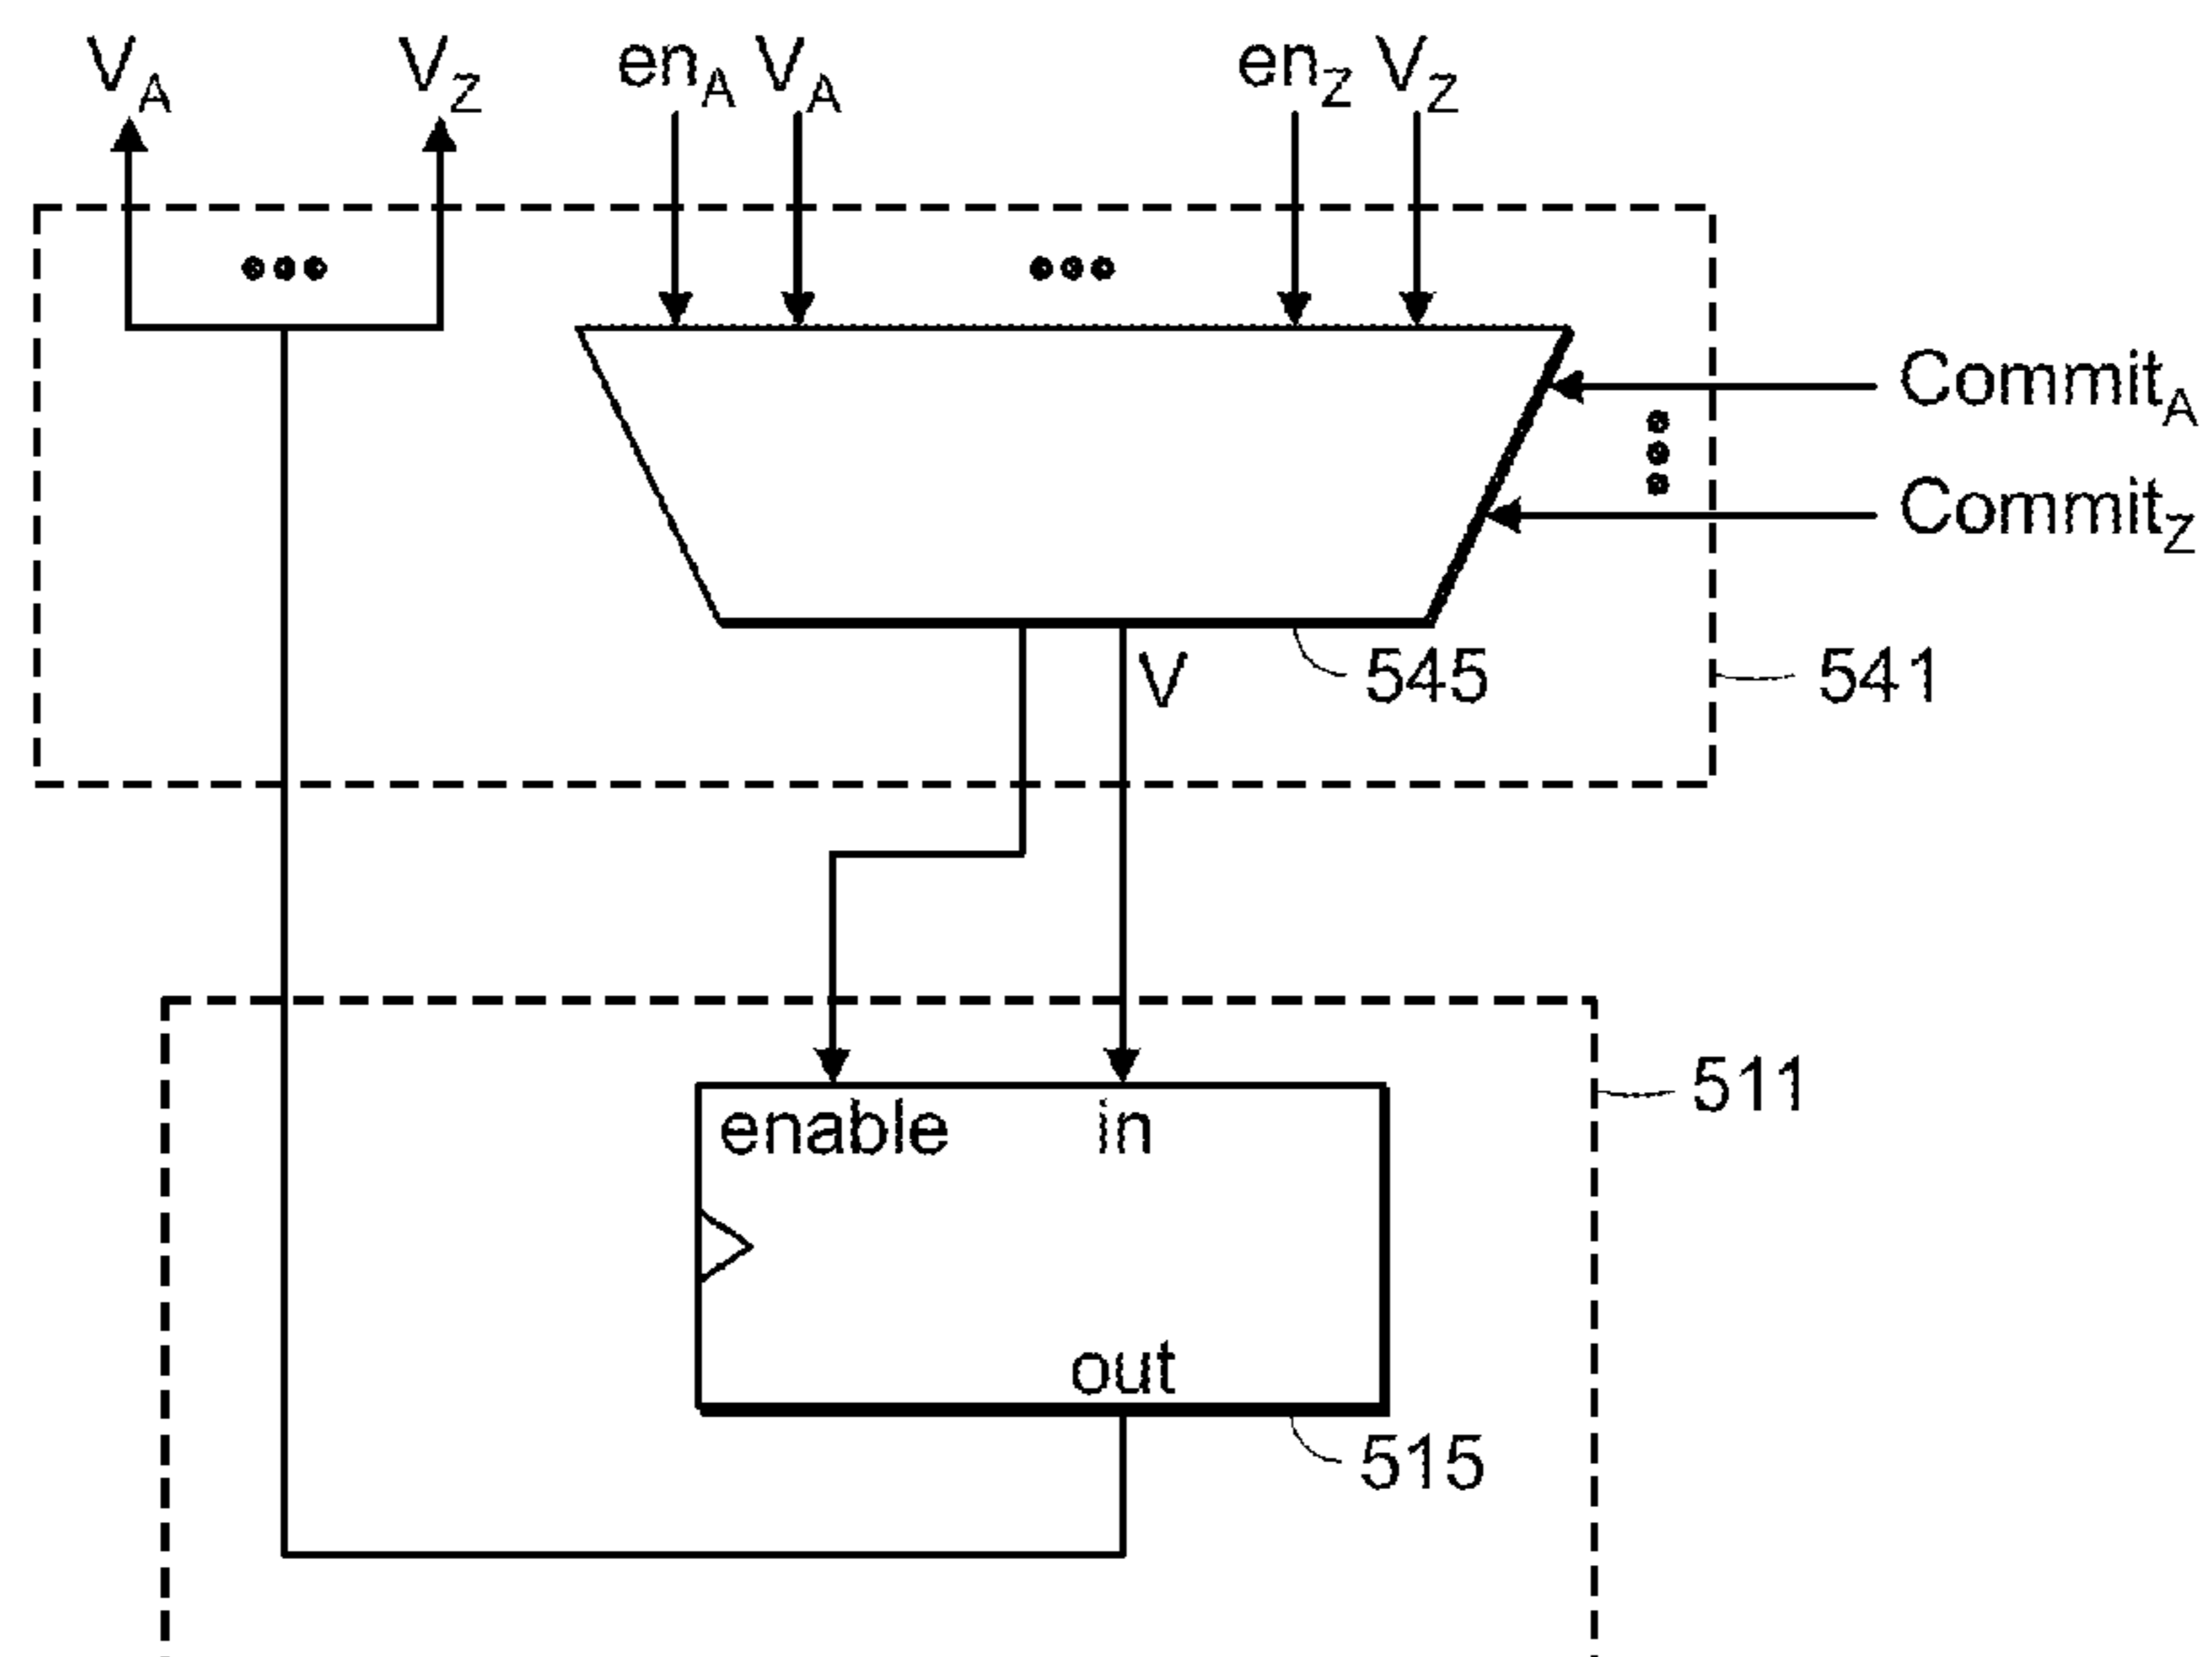 V_A V_Z en_A V_A en_Z V_Z
Commit_A
Commit_Z
V 545 541
511
enable in
out
515